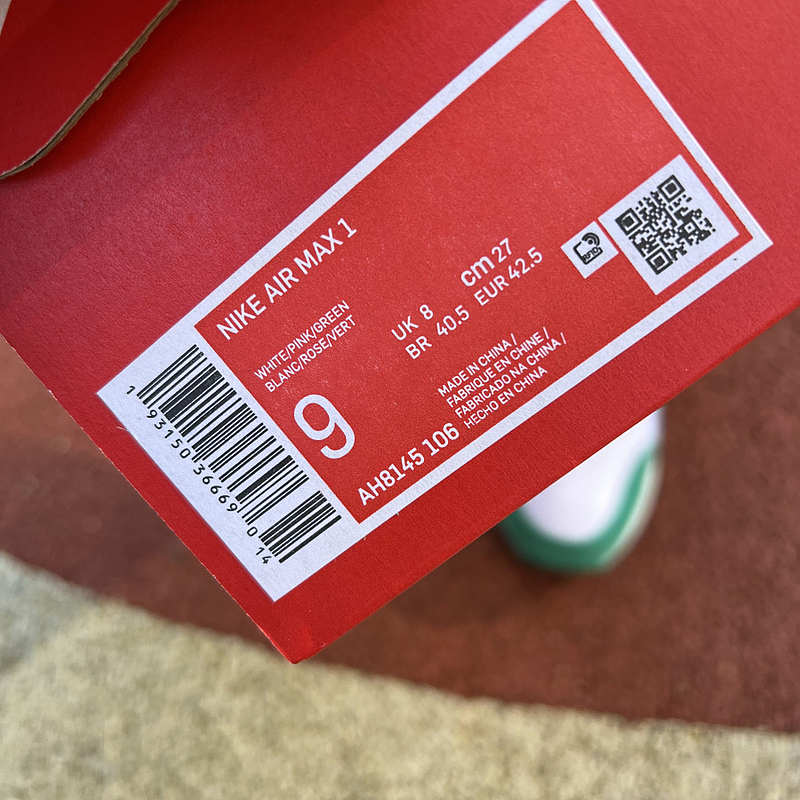 NIKE AIR MAX 1
WHITE/PINK/GREEN
BLANC/ROSE/VERT
9
UK 8 cm 27
BR 40.5 EUR 42.5
MADE IN CHINA /
FABRIQUE EN CHINE /
FABRICADO NA CHINA /
HECHO EN CHINA
AH8145 106
1 93150 36669 0 14
RFID